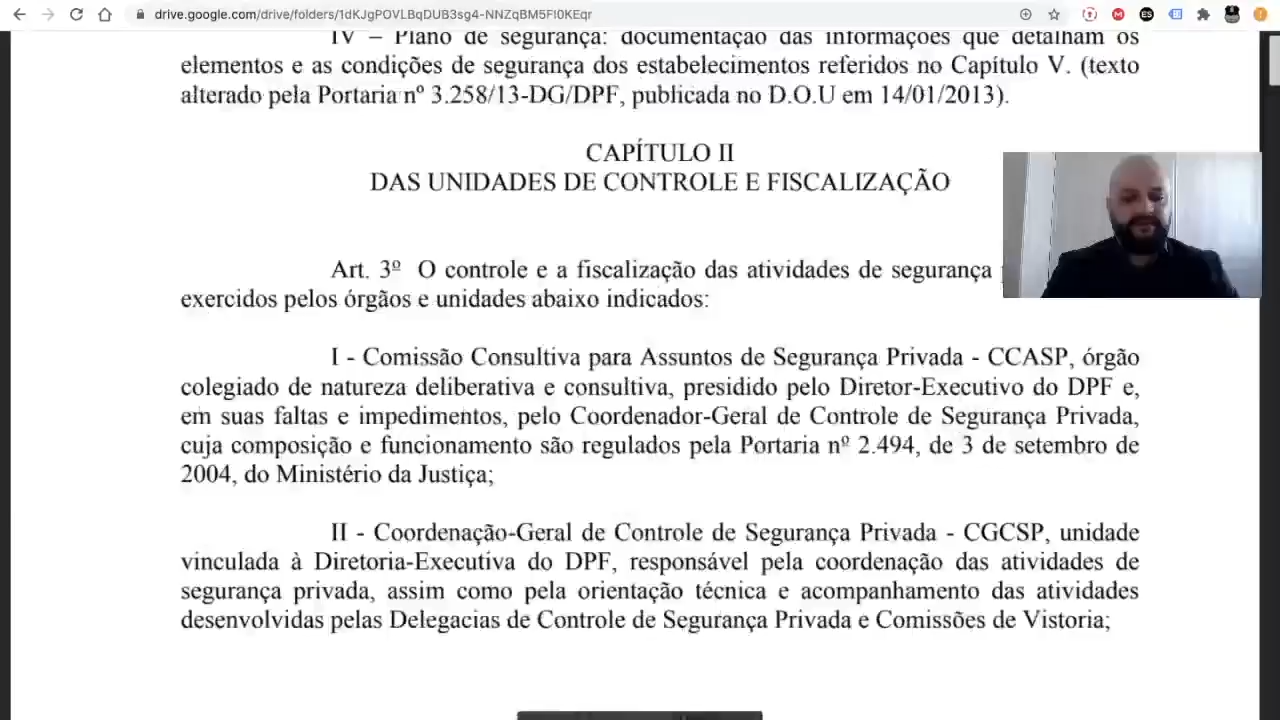 drive.google.com/drive/folders/1dKJgPOVLBqDUB3sg4-NNZqBM5Fl0KEqr
IV – Plano de segurança: documentação das informações que detalham os
elementos e as condições de segurança dos estabelecimentos referidos no Capítulo V. (texto
alterado pela Portaria nº 3.258/13-DG/DPF, publicada no D.O.U em 14/01/2013).
CAPÍTULO II
DAS UNIDADES DE CONTROLE E FISCALIZAÇÃO
Art. 3º O controle e a fiscalização das atividades de segurança
exercidos pelos órgãos e unidades abaixo indicados:
I - Comissão Consultiva para Assuntos de Segurança Privada - CCASP, órgão
colegiado de natureza deliberativa e consultiva, presidido pelo Diretor-Executivo do DPF e,
em suas faltas e impedimentos, pelo Coordenador-Geral de Controle de Segurança Privada,
cuja composição e funcionamento são regulados pela Portaria nº 2.494, de 3 de setembro de
2004, do Ministério da Justiça;
II - Coordenação-Geral de Controle de Segurança Privada - CGCSP, unidade
vinculada à Diretoria-Executiva do DPF, responsável pela coordenação das atividades de
segurança privada, assim como pela orientação técnica e acompanhamento das atividades
desenvolvidas pelas Delegacias de Controle de Segurança Privada e Comissões de Vistoria;